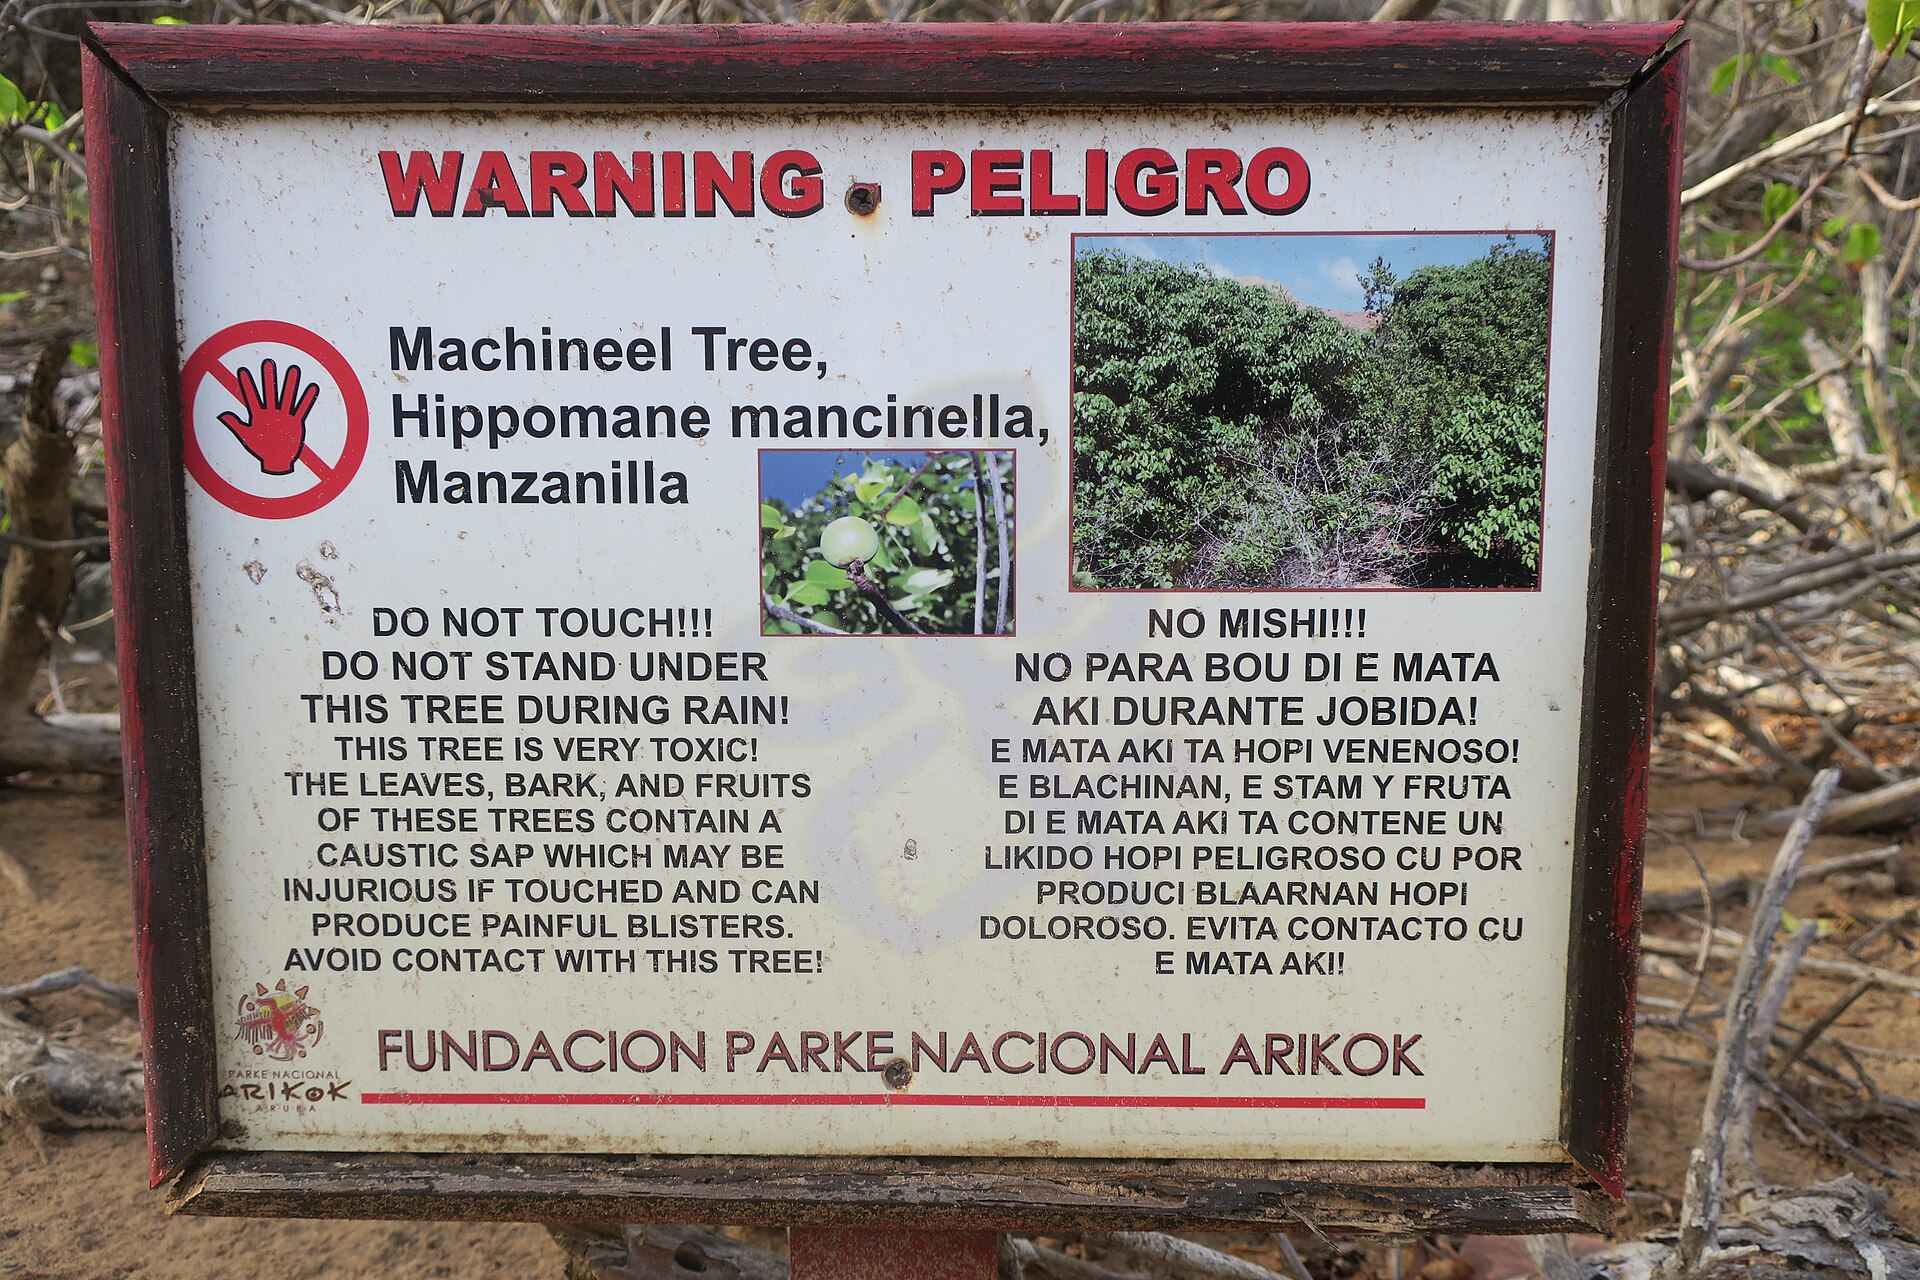 WARNING - PELIGRO
Machineel Tree,
Hippomane mancinella,
Manzanilla
DO NOT TOUCH!!!
DO NOT STAND UNDER
THIS TREE DURING RAIN!
THIS TREE IS VERY TOXIC!
THE LEAVES, BARK, AND FRUITS
OF THESE TREES CONTAIN A
CAUSTIC SAP WHICH MAY BE
INJURIOUS IF TOUCHED AND CAN
PRODUCE PAINFUL BLISTERS.
AVOID CONTACT WITH THIS TREE!
NO MISHI!!!
NO PARA BOU DI E MATA
AKI DURANTE JOBIDA!
E MATA AKI TA HOPI VENENOSO!
E BLACHINAN, E STAM Y FRUTA
DI E MATA AKI TA CONTENE UN
LIKIDO HOPI PELIGROSO CU POR
PRODUCI BLAARNAN HOPI
DOLOROSO. EVITA CONTACTO CU
E MATA AKI!
PARKE NACIONAL
ARIKOK
ARUBA
FUNDACION PARKE NACIONAL ARIKOK